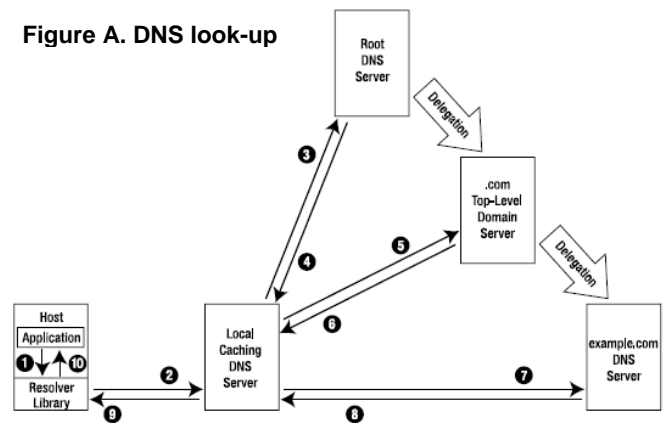 Figure A. DNS look-up
Root
DNS
Server
Delegation
3
.com
Top-Level
Domain
Server
4
5
6
Delegation
Host
Application
1
10
Resolver
Library
2
9
Local
Caching
DNS
Server
7
8
example.com
DNS
Server